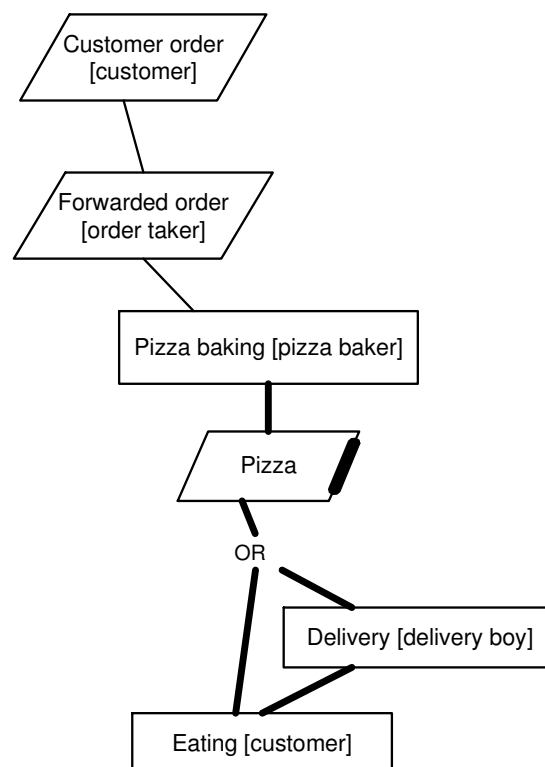 Customer order
[customer]
Forwarded order
[order taker]
Pizza baking [pizza baker]
Pizza
OR
Delivery [delivery boy]
Eating [customer]